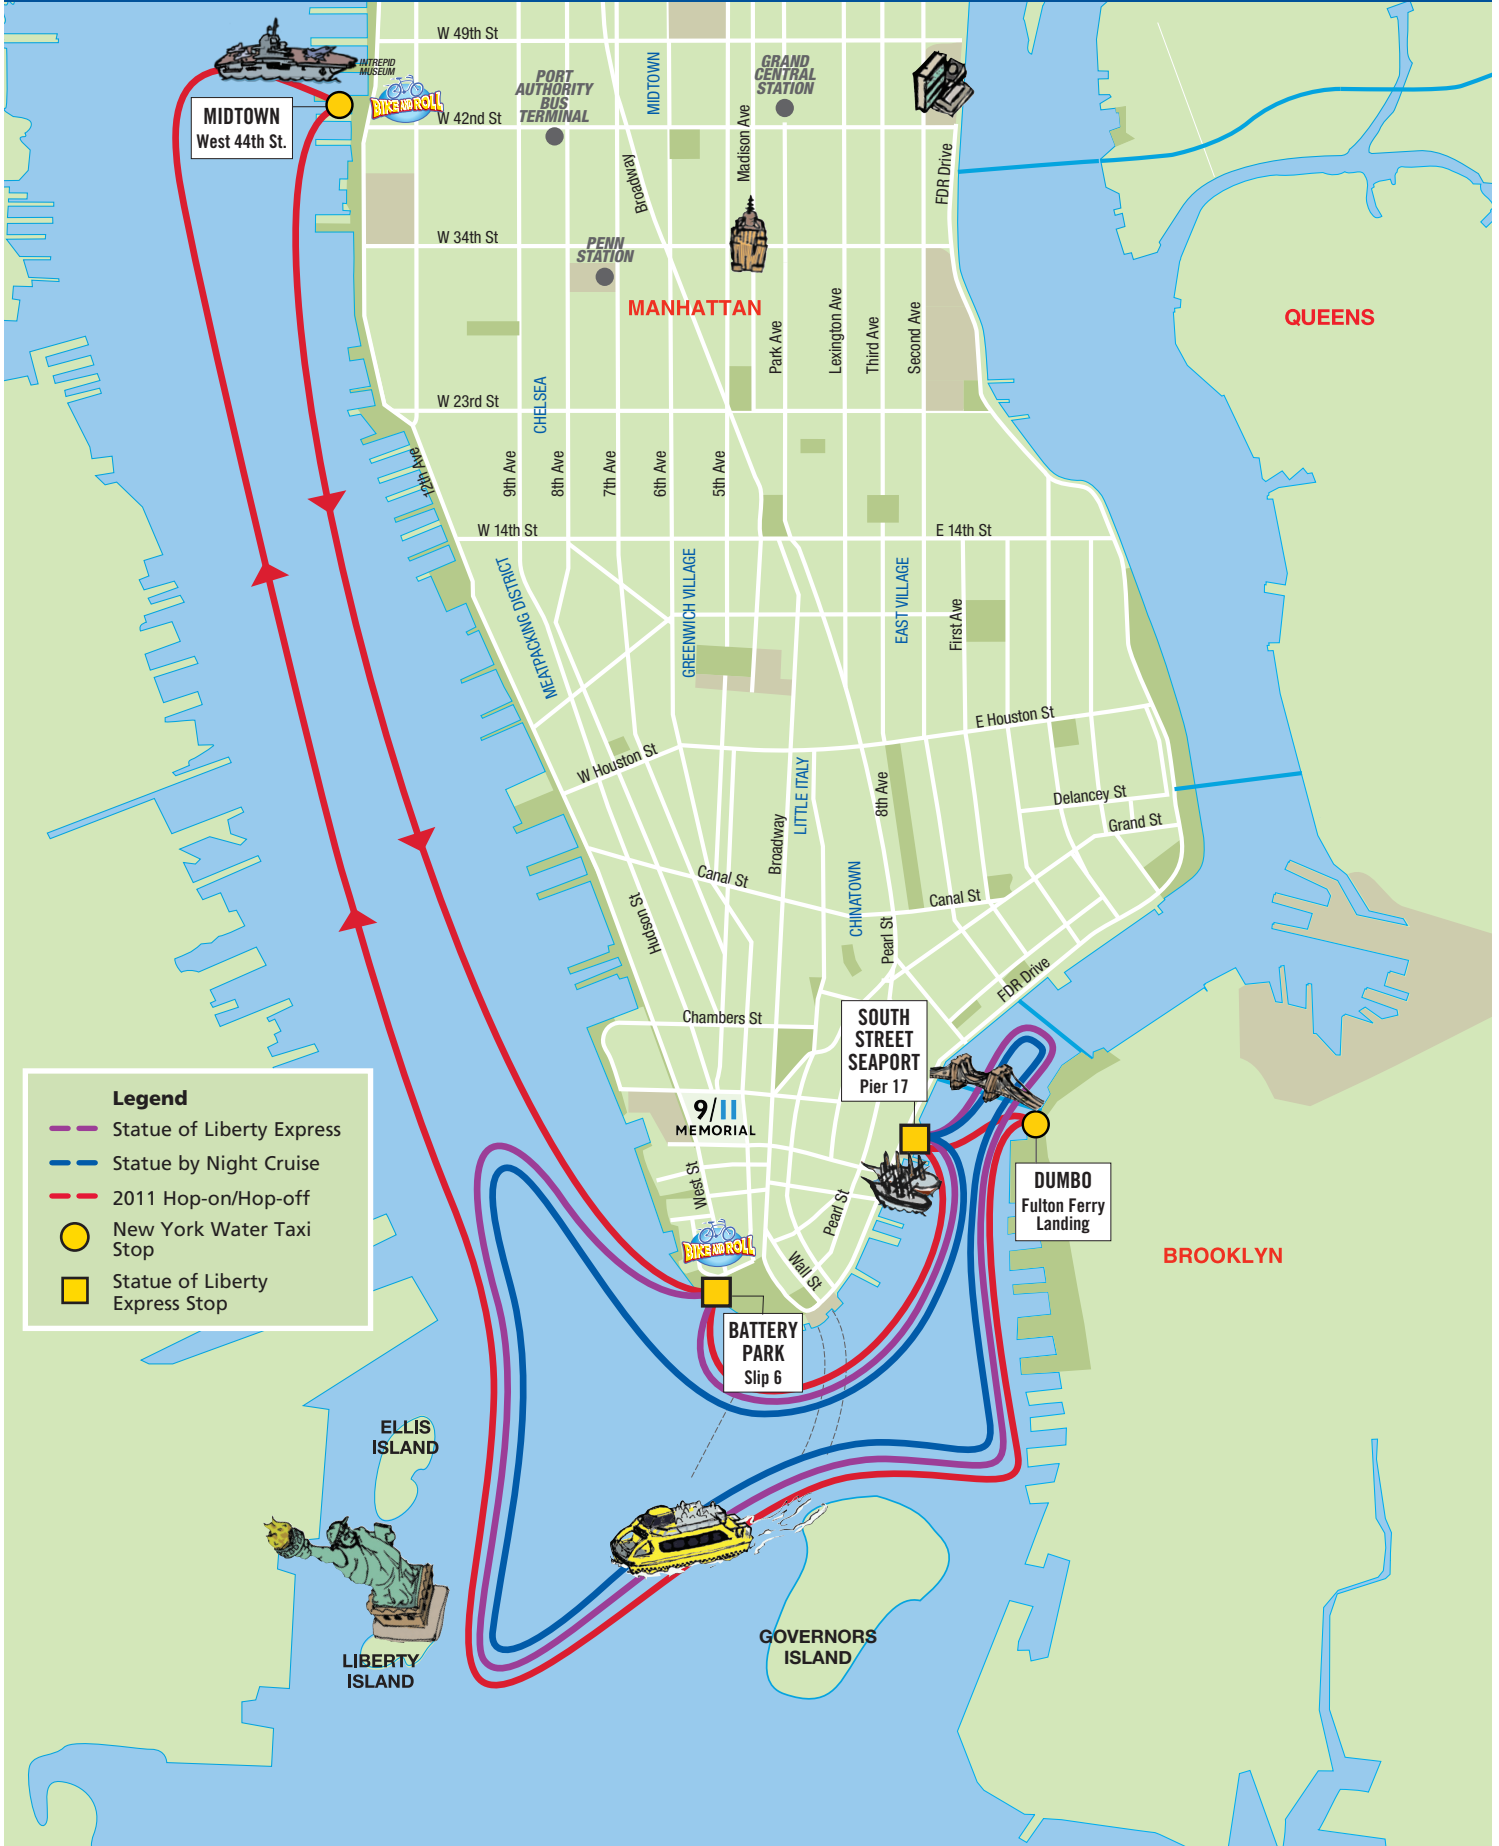 W 49th St
INTREPID
MUSEUM
BIKE AND ROLL
MIDTOWN
West 44th St.
PORT
AUTHORITY
BUS
TERMINAL
MIDTOWN
GRAND
CENTRAL
STATION
W 42nd St
Broadway
Madison Ave
FDR Drive
W 34th St
PENN
STATION
MANHATTAN
QUEENS
Park Ave
Lexington Ave
Third Ave
Second Ave
W 23rd St
CHELSEA
12th Ave
9th Ave
8th Ave
7th Ave
6th Ave
5th Ave
W 14th St
E 14th St
MEATPACKING DISTRICT
GREENWICH VILLAGE
EAST VILLAGE
First Ave
E Houston St
W Houston St
LITTLE ITALY
8th Ave
Delancey St
Grand St
Broadway
Canal St
Canal St
CHINATOWN
Hudson St
Pearl St
FDR Drive
Chambers St
SOUTH
STREET
SEAPORT
Pier 17
9/11
MEMORIAL
West St
Pearl St
Wall St
BIKE AND ROLL
BATTERY
PARK
Slip 6
DUMBO
Fulton Ferry
Landing
BROOKLYN
Legend
Statue of Liberty Express
Statue by Night Cruise
2011 Hop-on/Hop-off
New York Water Taxi
Stop
Statue of Liberty
Express Stop
ELLIS
ISLAND
LIBERTY
ISLAND
GOVERNORS
ISLAND